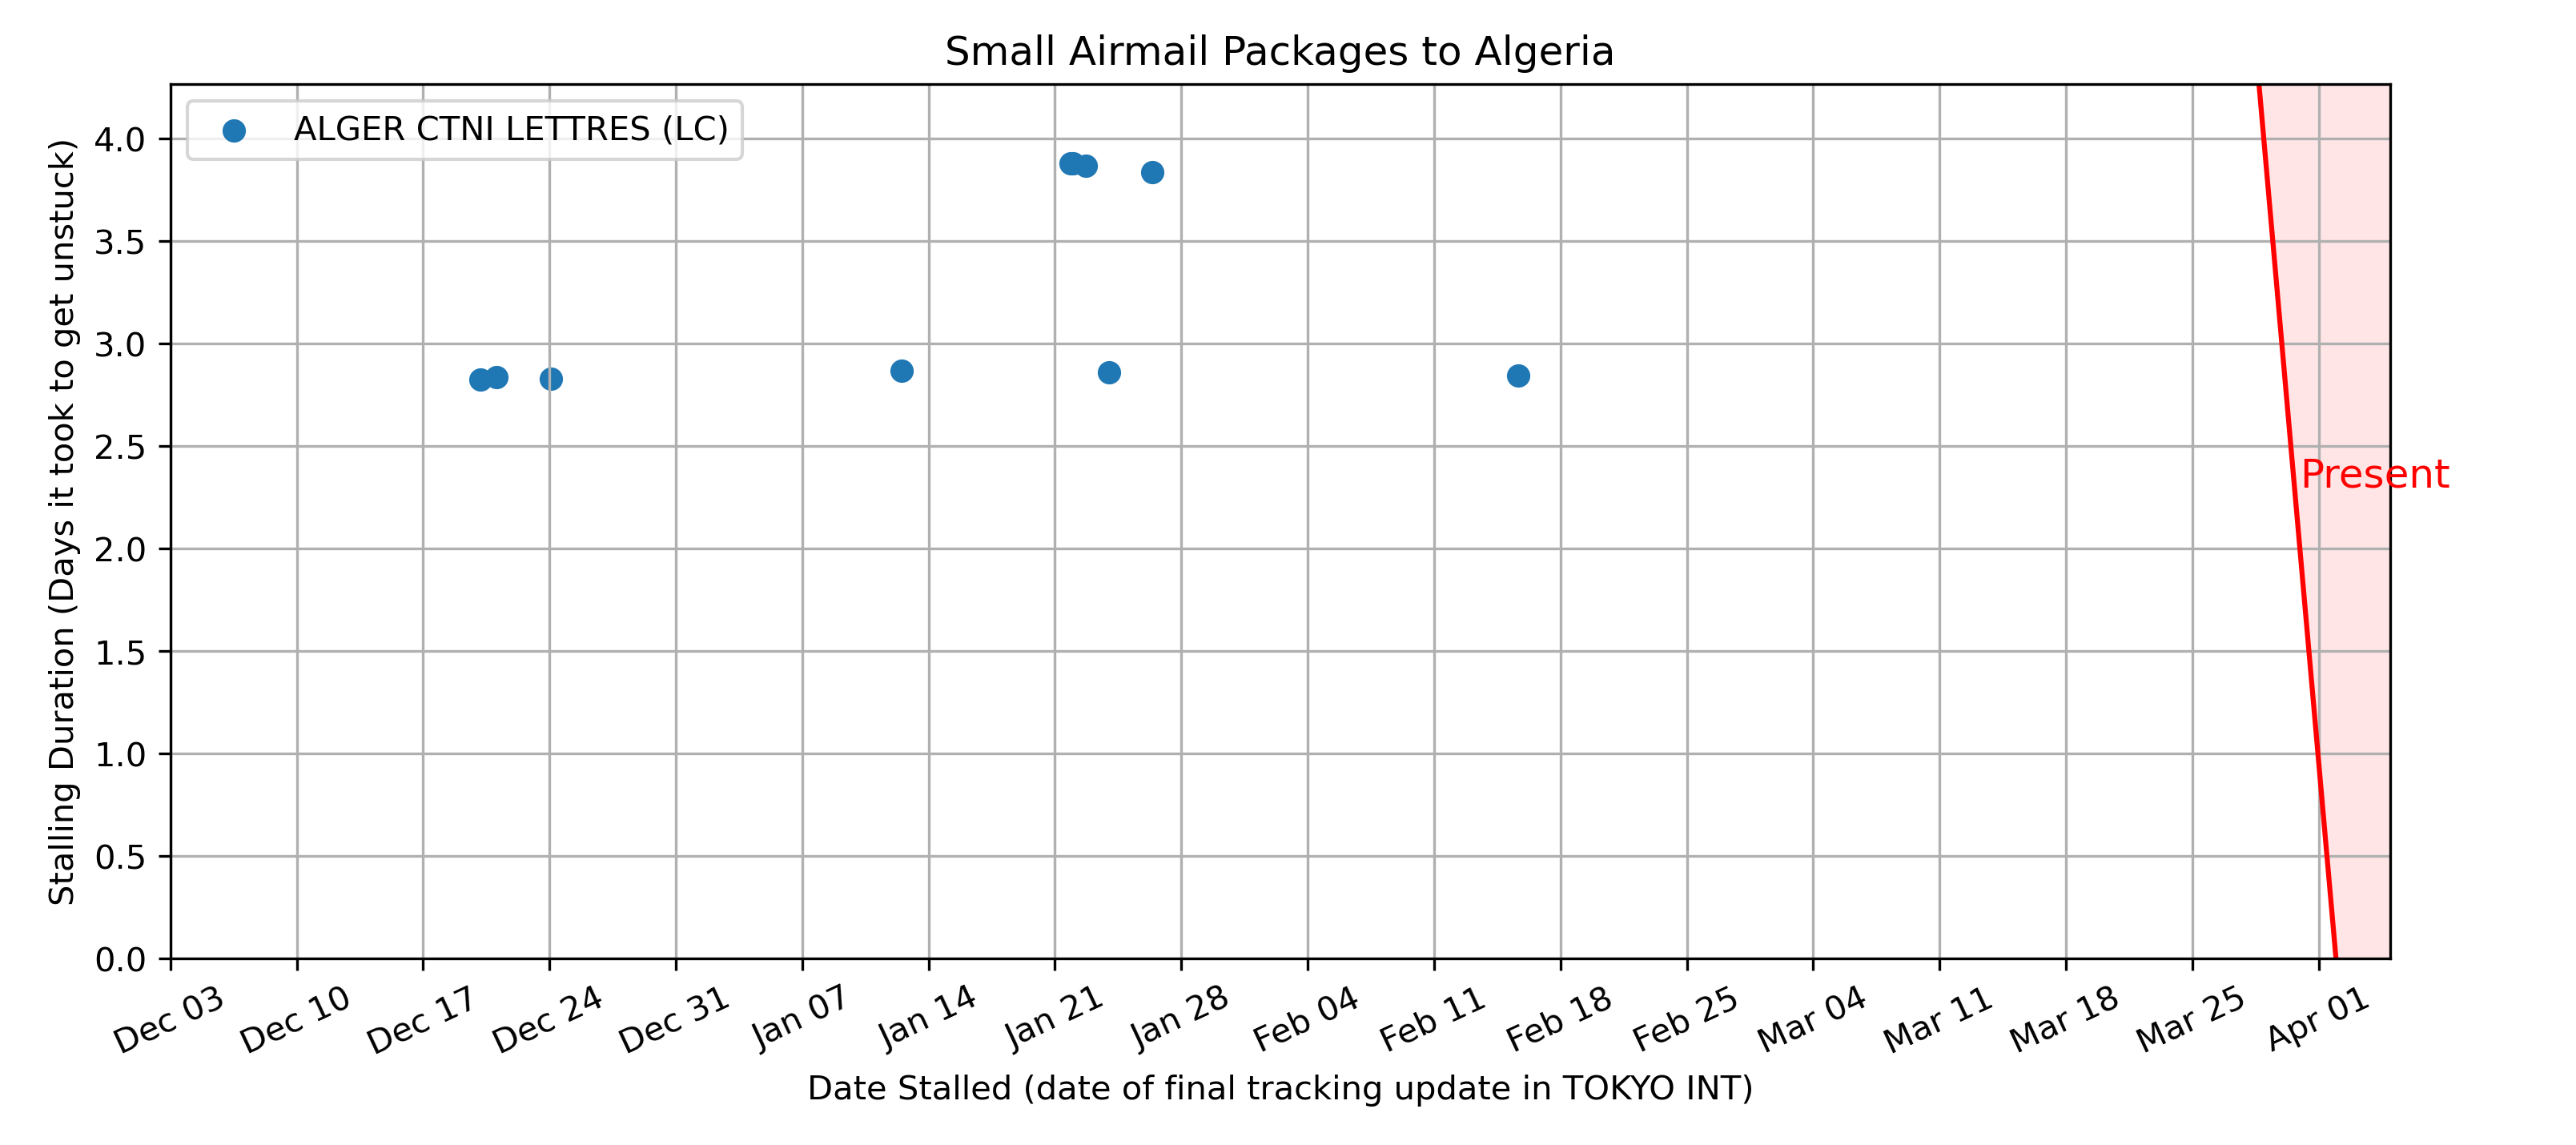 Small Airmail Packages to Algeria
ALGER CTNI LETTRES (LC)
Stalling Duration (Days it took to get unstuck)
4.0
3.5
3.0
2.5
2.0
1.5
1.0
0.5
0.0
Present
Dec 03 Dec 10 Dec 17 Dec 24 Dec 31 Jan 07 Jan 14 Jan 21 Jan 28 Feb 04 Feb 11 Feb 18 Feb 25 Mar 04 Mar 11 Mar 18 Mar 25 Apr 01
Date Stalled (date of final tracking update in TOKYO INT)